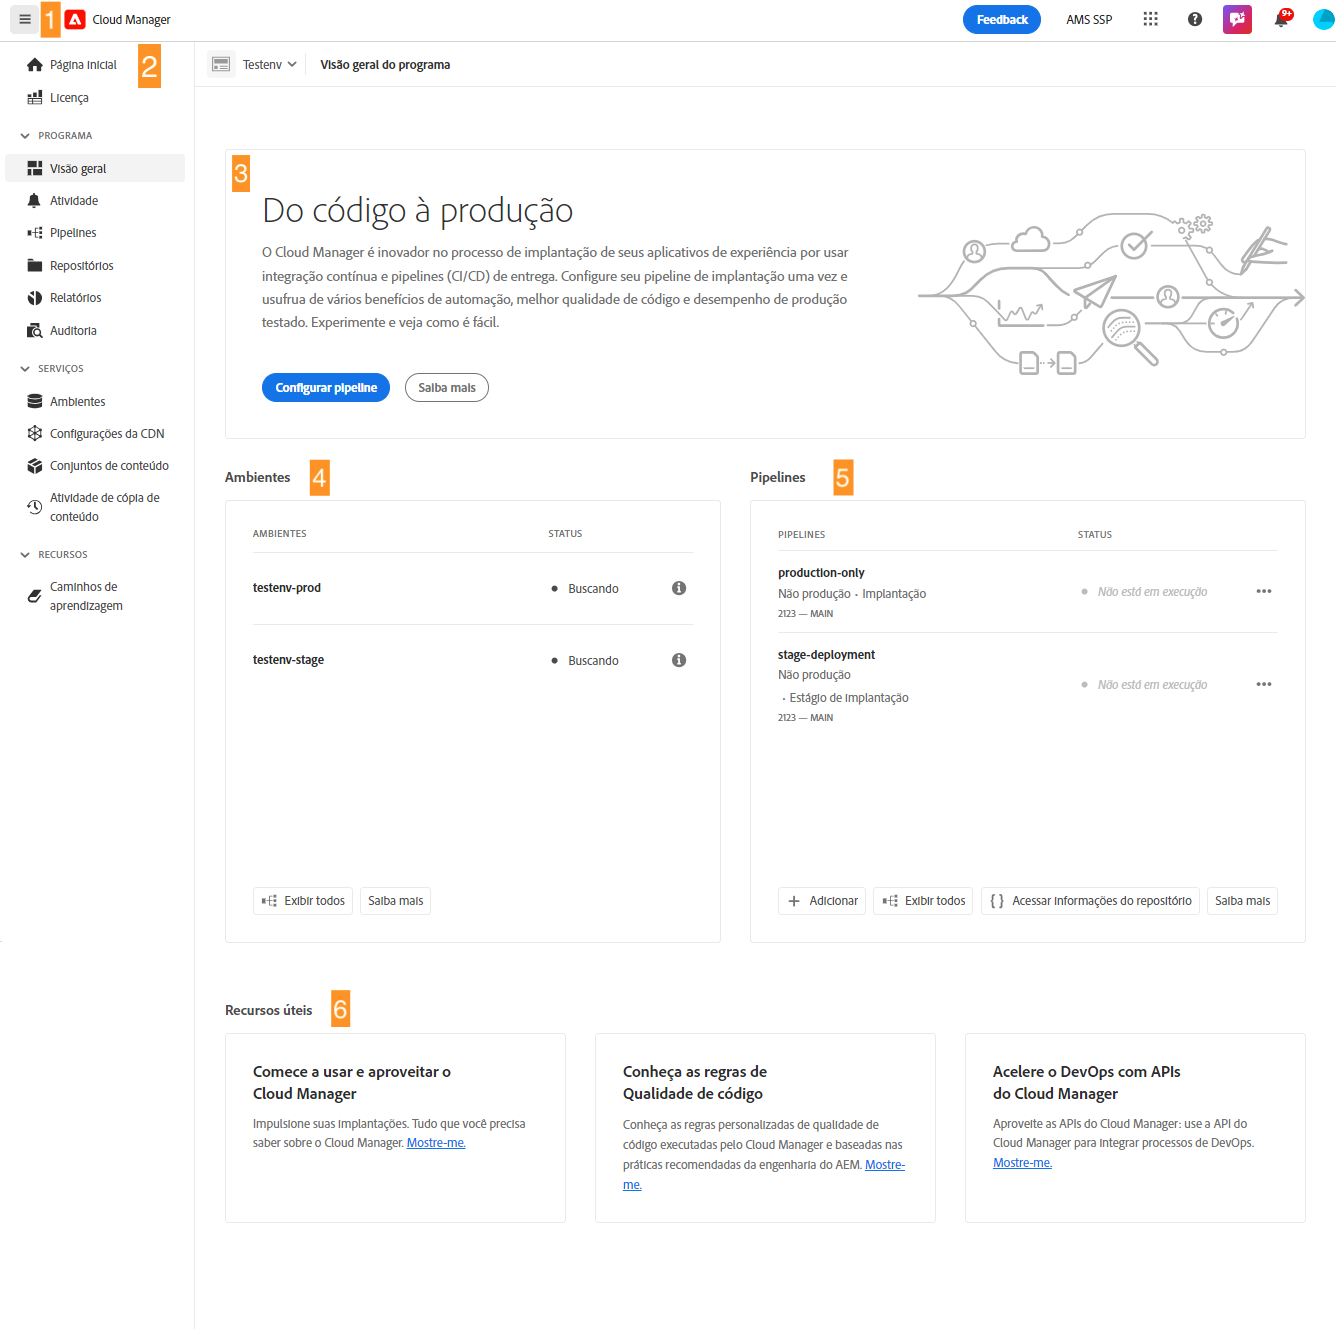 1 Cloud Manager
Feedback
AMS SSP
9+
Página inicial
2
Licença
PROGRAMA
Visão geral
Atividade
Pipelines
Repositórios
Relatórios
Auditoria
SERVIÇOS
Ambientes
Configurações da CDN
Conjuntos de conteúdo
Atividade de cópia de
conteúdo
RECURSOS
Caminhos de
aprendizagem
Testenv
Visão geral do programa
3
Do código à produção
O Cloud Manager é inovador no processo de implantação de seus aplicativos de experiência por usar
integração contínua e pipelines (CI/CD) de entrega. Configure seu pipeline de implantação uma vez e
usufrua de vários benefícios de automação, melhor qualidade de código e desempenho de produção
testado. Experimente e veja como é fácil.
Configurar pipeline
Saiba mais
Ambientes
4
AMBIENTES
STATUS
testenv-prod
Buscando
testenv-stage
Buscando
Exibir todos
Saiba mais
Pipelines
5
PIPELINES
STATUS
production-only
Não produção · Implantação
2123 — MAIN
Não está em execução
stage-deployment
Não produção
· Estágio de implantação
2123 — MAIN
Não está em execução
Adicionar
Exibir todos
Acessar informações do repositório
Saiba mais
Recursos úteis
6
Comece a usar e aproveitar o
Cloud Manager
Impulsione suas implantações. Tudo que você precisa
saber sobre o Cloud Manager. Mostre-me.
Conheça as regras de
Qualidade de código
Conheça as regras personalizadas de qualidade de
código executadas pelo Cloud Manager e baseadas nas
práticas recomendadas da engenharia do AEM. Mostre-
me.
Acelere o DevOps com APIs
do Cloud Manager
Aproveite as APIs do Cloud Manager: use a API do
Cloud Manager para integrar processos de DevOps.
Mostre-me.